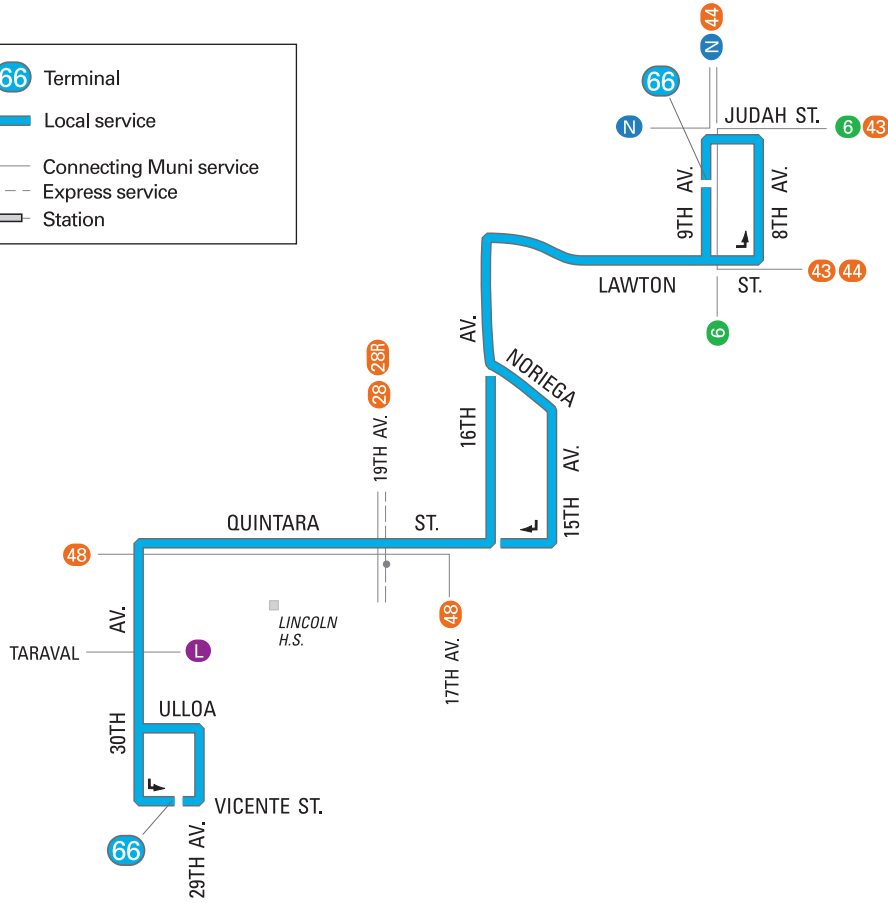 66 Terminal
Local service
Connecting Muni service
Express service
Station
44
N
66
N
JUDAH ST.
6 43
9TH AV.
8TH AV.
LAWTON ST.
43 44
6
16TH AV.
NORIEGA
15TH AV.
28 28R
19TH AV.
QUINTARA ST.
48
LINCOLN
H.S.
48
17TH AV.
TARAVAL
L
30TH AV.
ULLOA
VICENTE ST.
66
29TH AV.